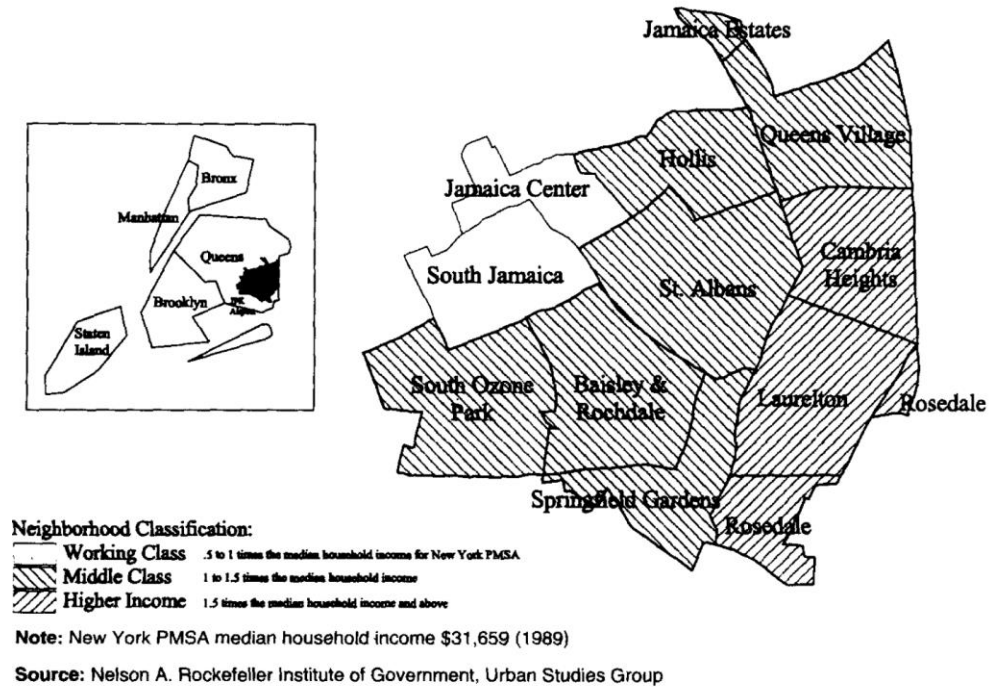 Jamaica Estates
Queens Village
Hollis
Jamaica Center
Cambria
Heights
South Jamaica
St. Albans
South Ozone
Park
Baisley &
Rochdale
Laurelton
Rosedale
Springfield Gardens
Rosedale
Bronx
Manhattan
Queens
Brooklyn
JFK
Airport
Staten
Island
Neighborhood Classification:
Working Class .5 to 1 times the median household income for New York PMSA
Middle Class 1 to 1.5 times the median household income
Higher Income 1.5 times the median household income and above
Note: New York PMSA median household income $31,659 (1989)
Source: Nelson A. Rockefeller Institute of Government, Urban Studies Group